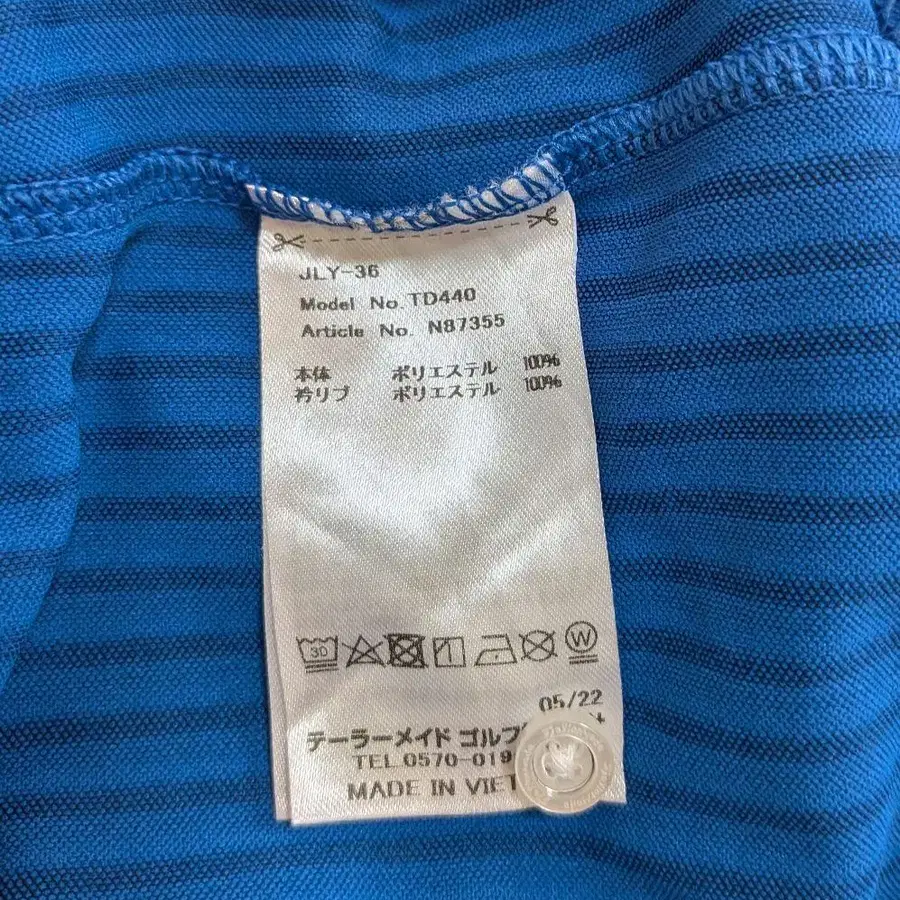 JLY-36
Model No. TD440
Article No. N87355
本体 ポリエステル 100%
衿リブ ポリエステル 100%
30
W
05/22
テーラーメイド ゴルフ
TEL.0570-019
MADE IN VIET